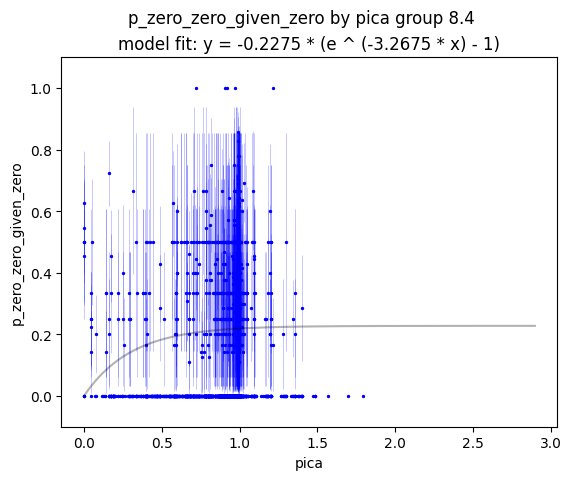 p_zero_zero_given_zero by pica group 8.4
model fit: y = -0.2275 * (e ^ (-3.2675 * x) - 1)
p_zero_zero_given_zero
1.0
0.8
0.6
0.4
0.2
0.0
0.0 0.5 1.0 1.5 2.0 2.5 3.0
pica